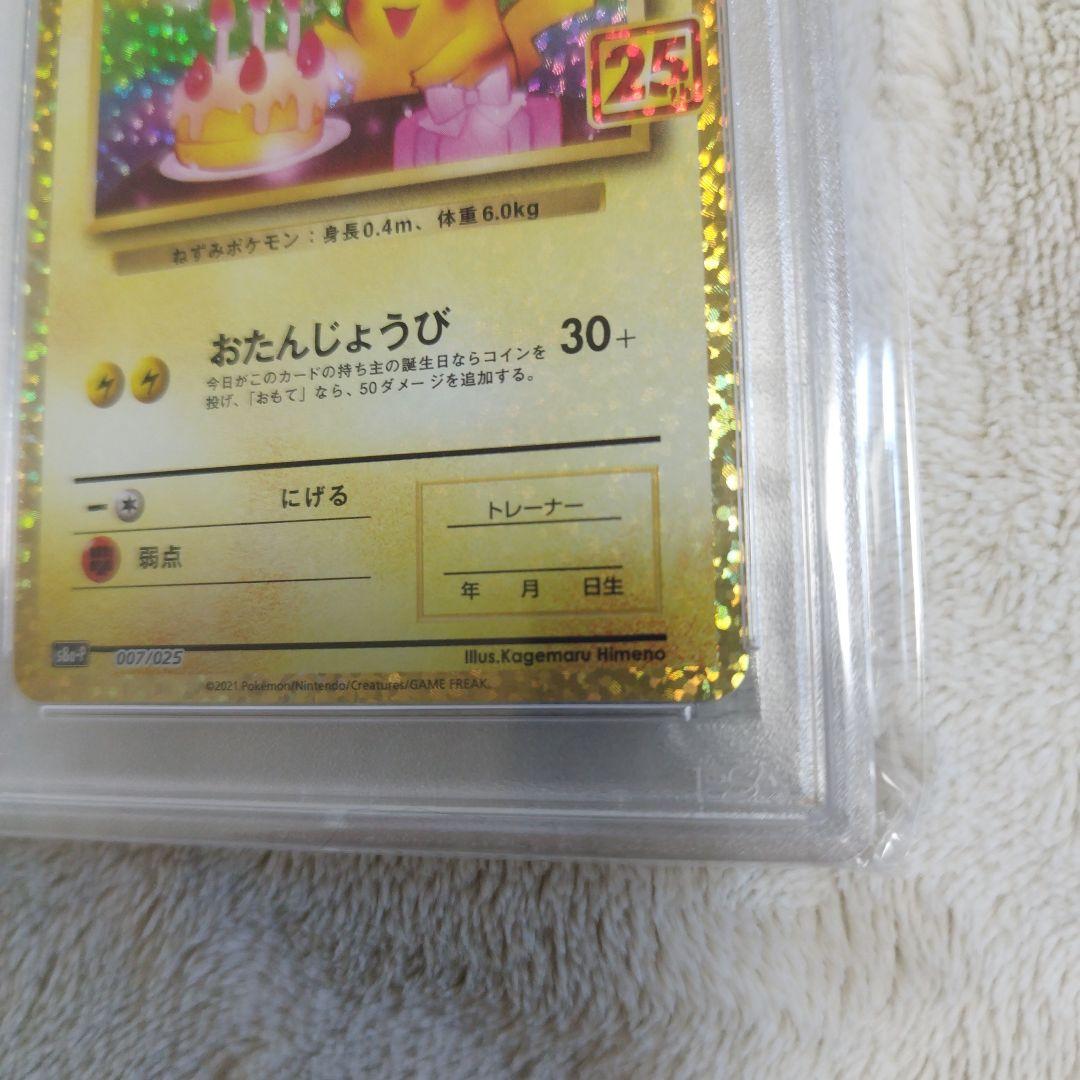 25th
ねずみポケモン：身長0.4m、体重6.0kg
おたんじょうび 30+
今日がこのカードの持ち主の誕生日ならコインを
投げ、「おもて」なら、50ダメージを追加する。
にげる
弱点
トレーナー
年 月 日生
s8a-P 007/025
Illus.Kagemaru Himeno
©2021 Pokémon/Nintendo/Creatures/GAME FREAK.
PSA